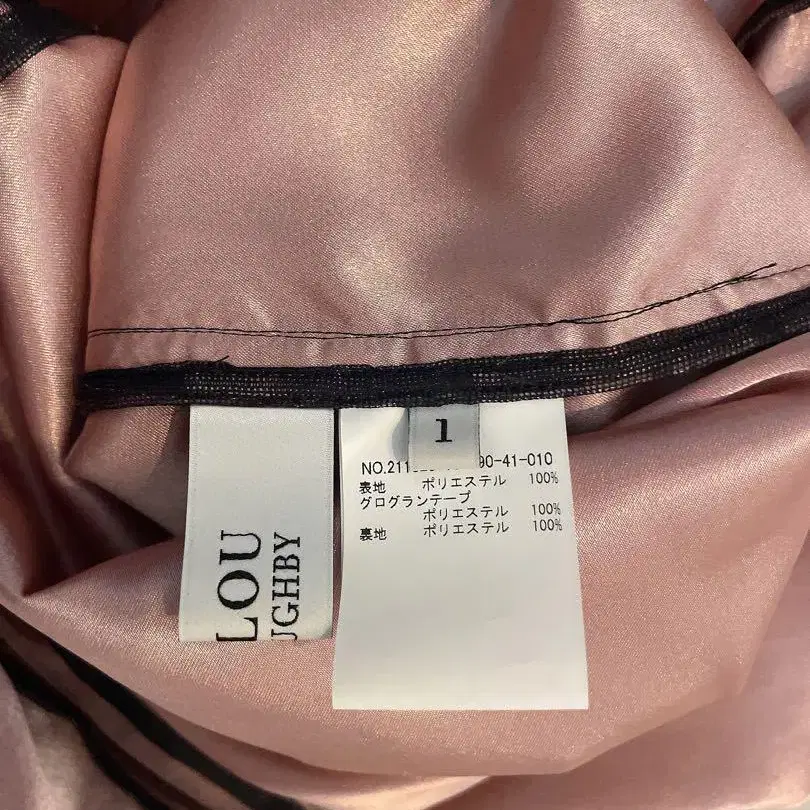 LOU
UGHBY
1
NO.211 90-41-010
表地 ポリエステル 100%
グログランテープ
ポリエステル 100%
裏地 ポリエステル 100%